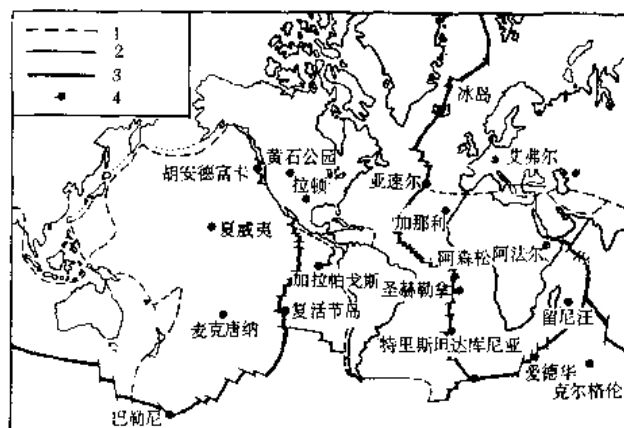 1
2
3
4
冰岛
黄石公园
胡安德富卡
拉顿
亚速尔
艾弗尔
夏威夷
加那利
阿森松
阿法尔
加拉帕戈斯
圣赫勒拿
复活节岛
麦克唐纳
留尼汪
特里斯坦达库尼亚
爱德华
克尔格伦
巴勒尼